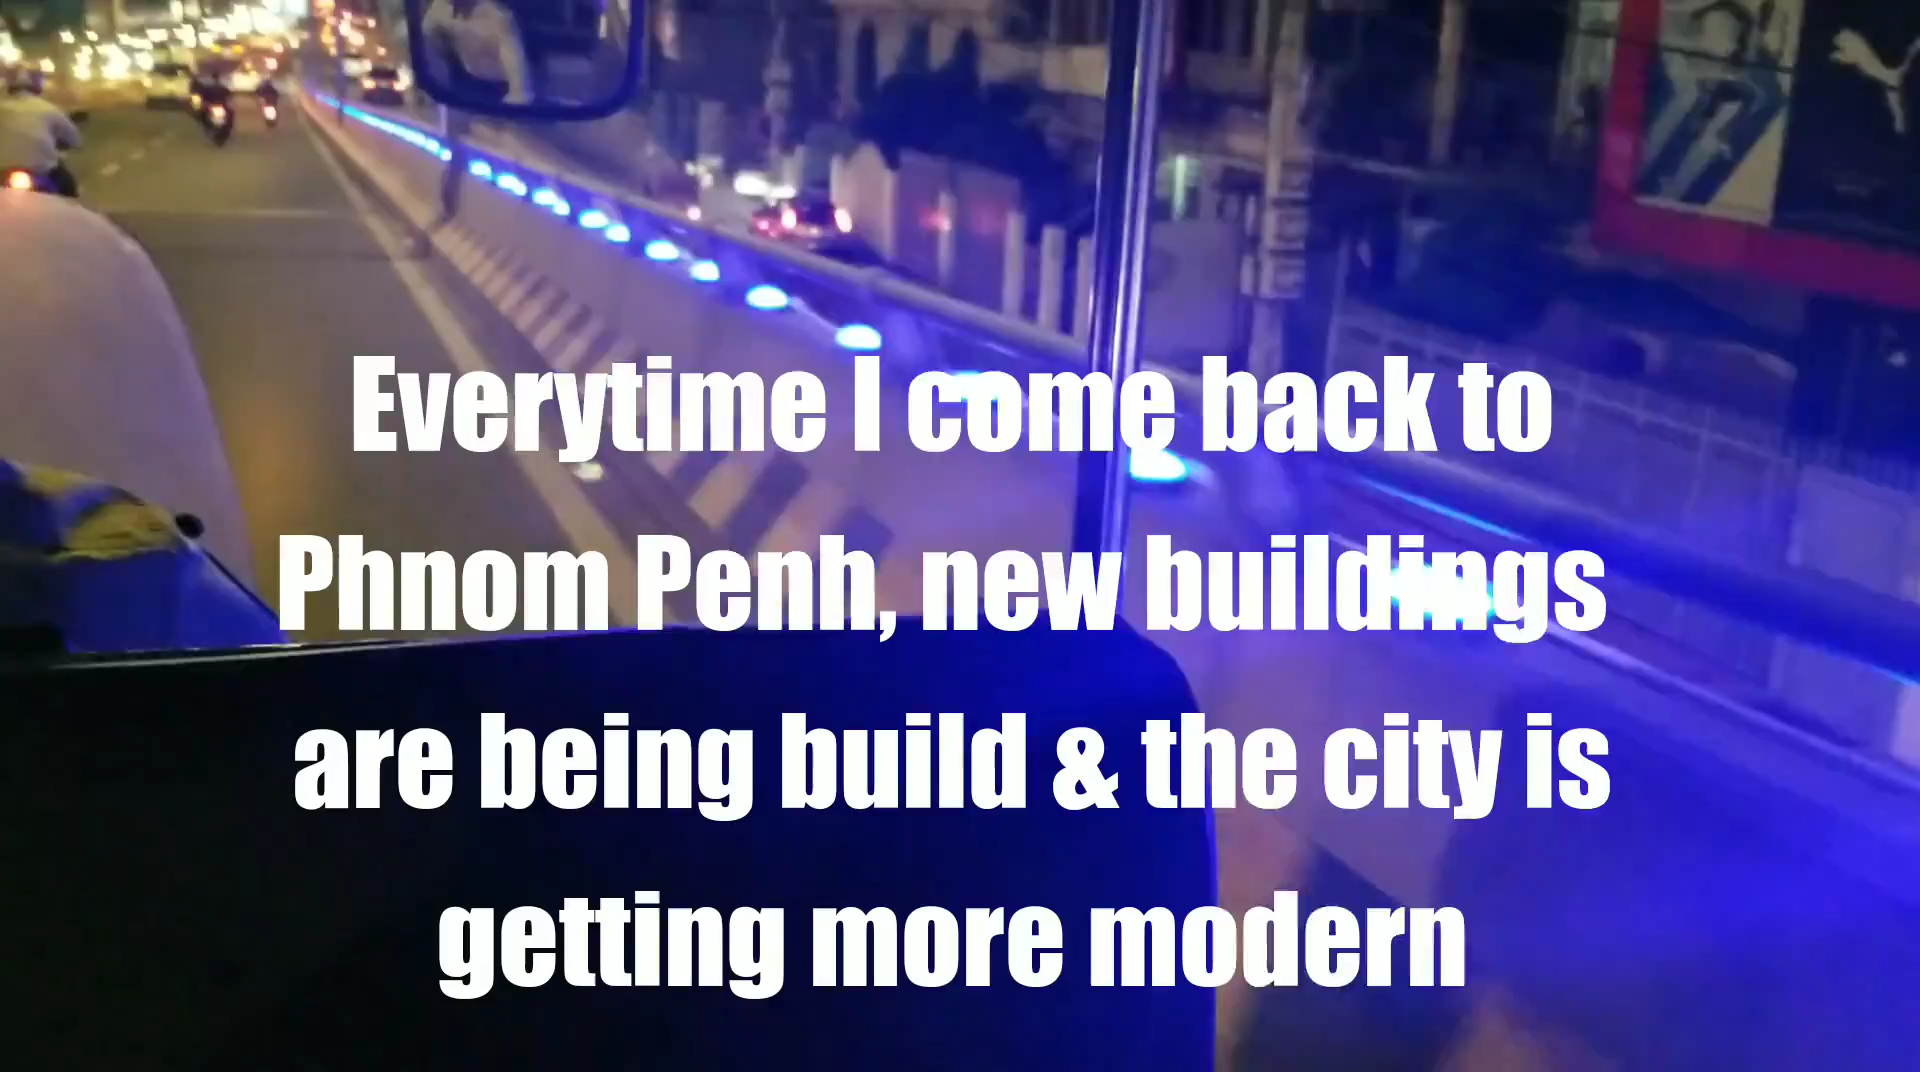 Everytime I come back to
Phnom Penh, new buildings
are being build & the city is
getting more modern